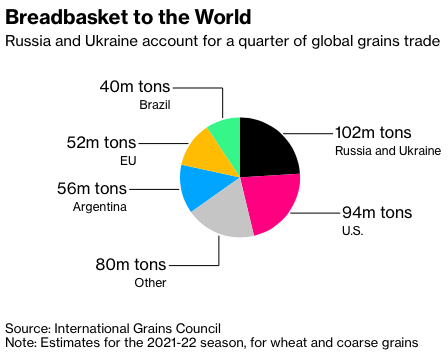 Breadbasket to the World
Russia and Ukraine account for a quarter of global grains trade
40m tons
Brazil
102m tons
Russia and Ukraine
52m tons
EU
56m tons
Argentina
94m tons
U.S.
80m tons
Other
Source: International Grains Council
Note: Estimates for the 2021-22 season, for wheat and coarse grains